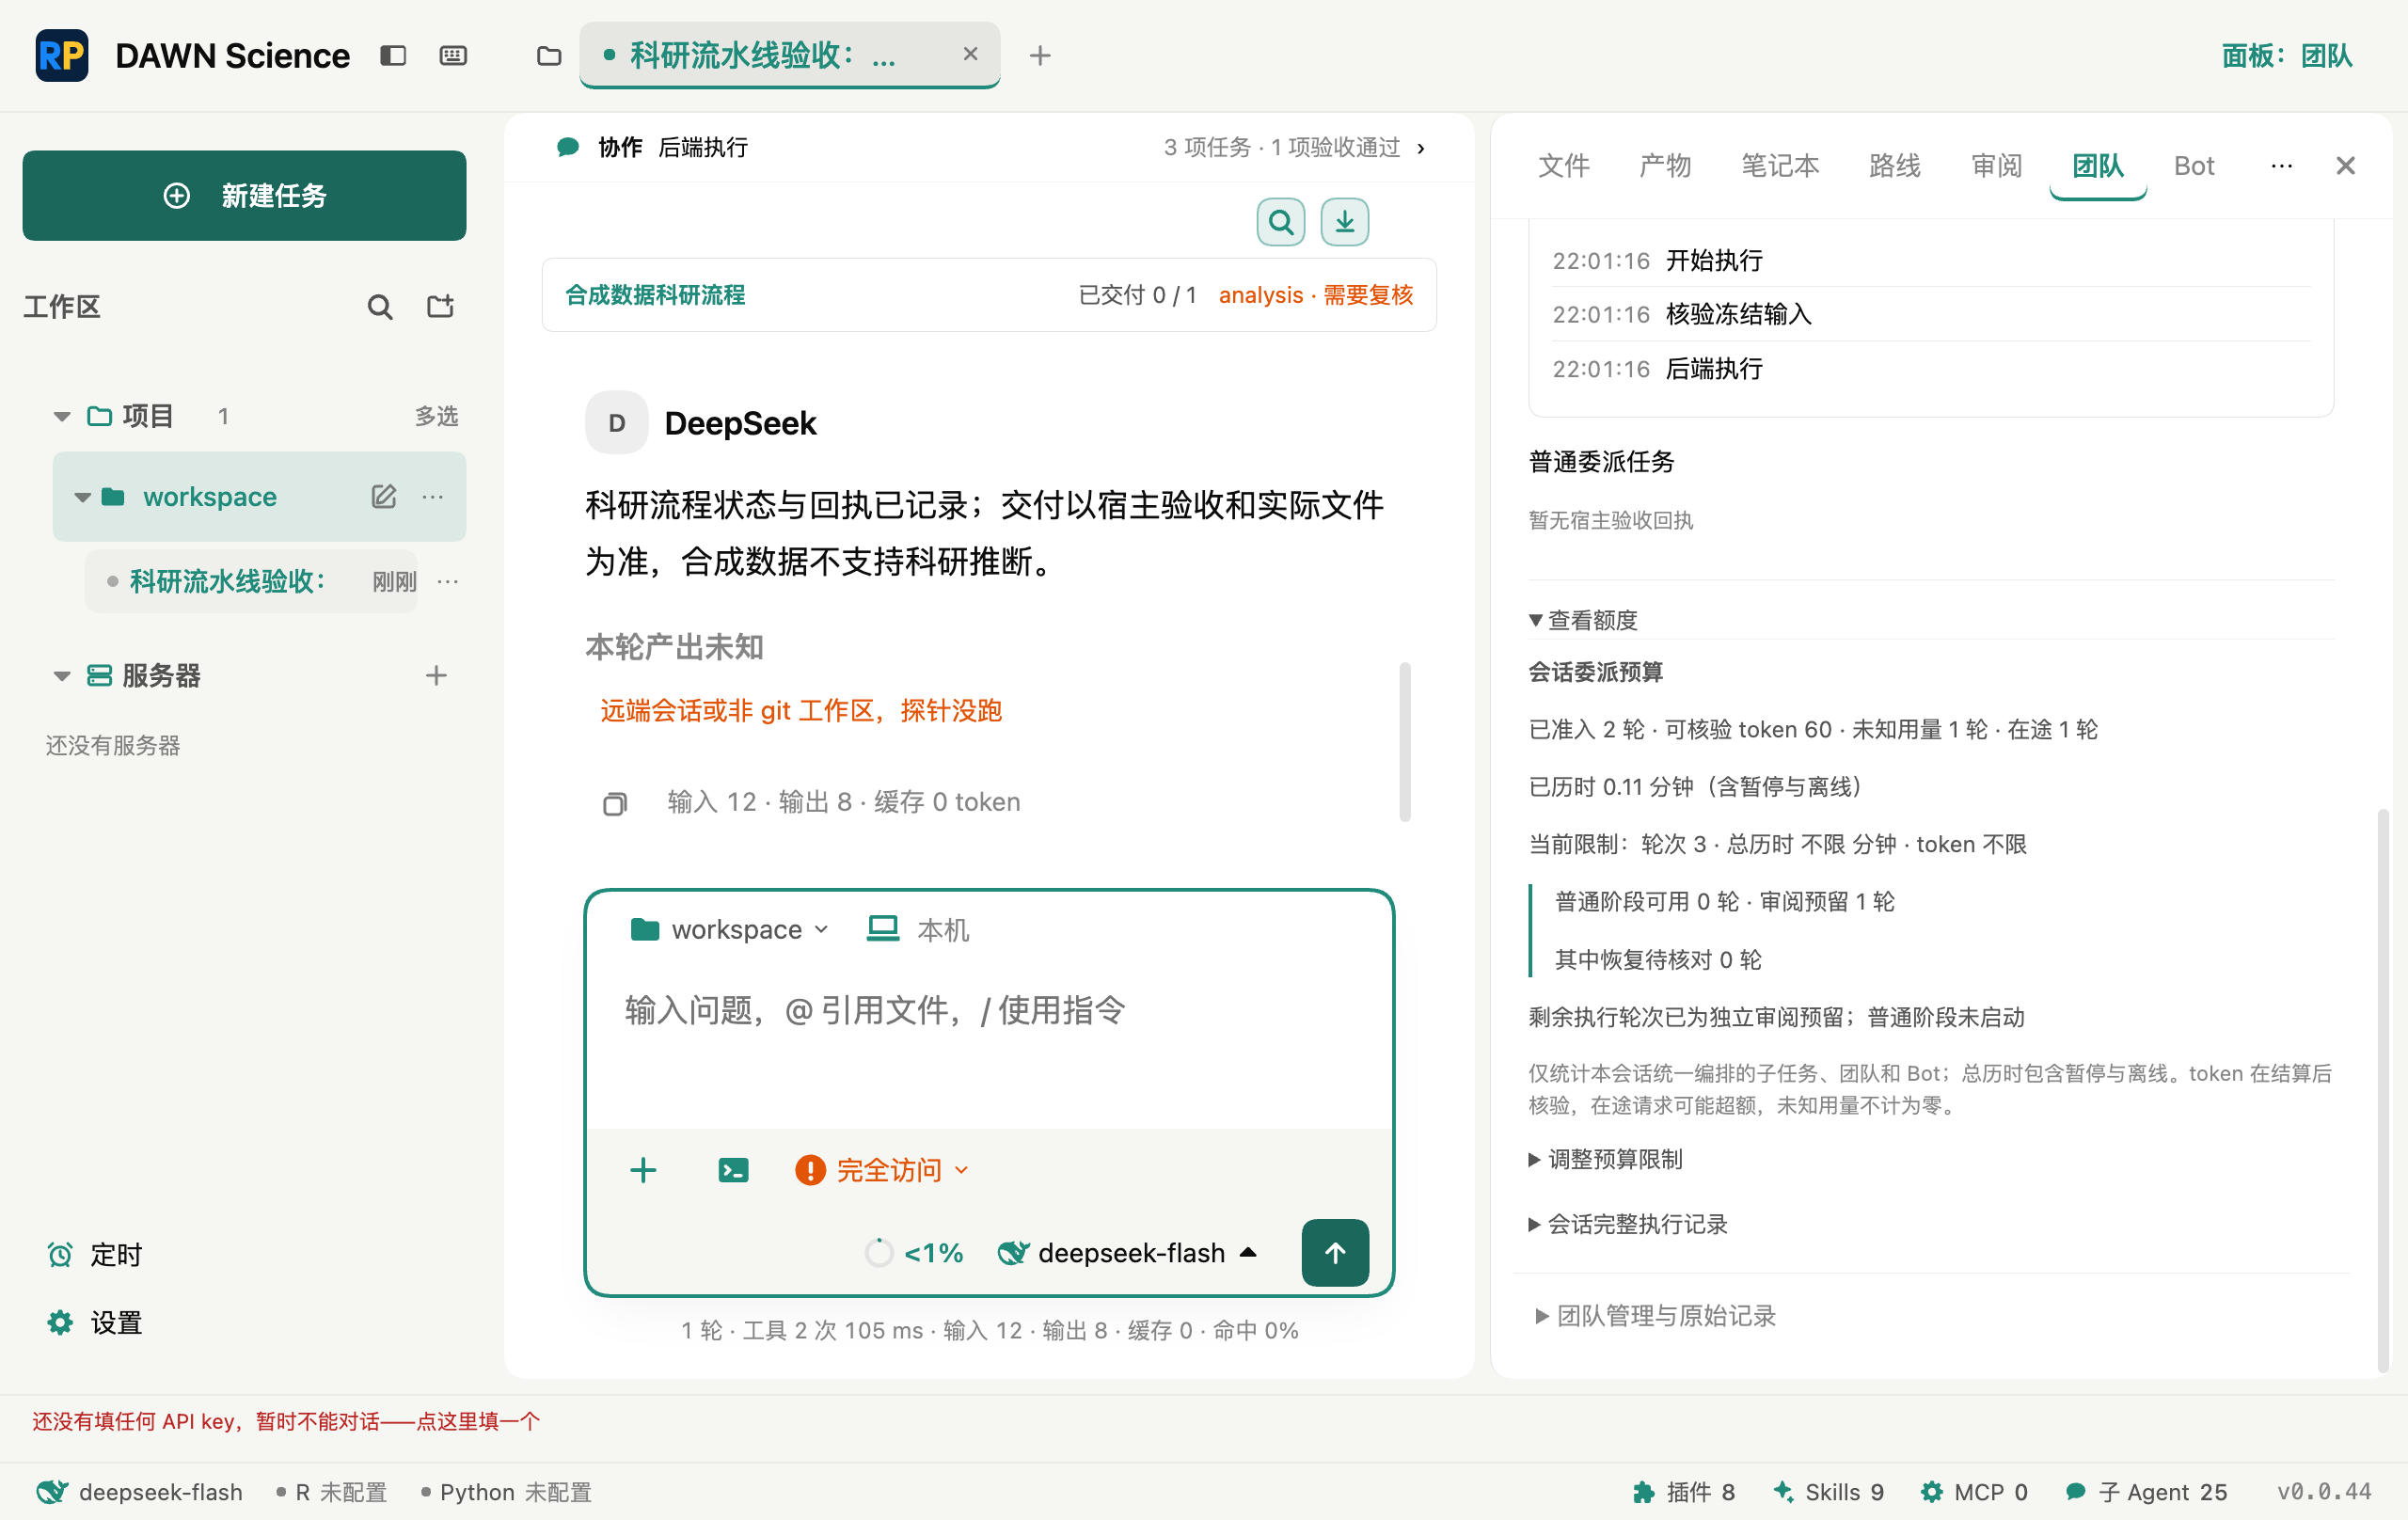 RP DAWN Science
科研流水线验收：...
面板：团队
新建任务
工作区
项目 1 多选
workspace
科研流水线验收： 刚刚
服务器
还没有服务器
定时
设置
协作 后端执行 3 项任务 · 1 项验收通过
合成数据科研流程 已交付 0 / 1 analysis · 需要复核
D DeepSeek
科研流程状态与回执已记录；交付以宿主验收和实际文件
为准，合成数据不支持科研推断。
本轮产出未知
远端会话或非 git 工作区，探针没跑
输入 12 · 输出 8 · 缓存 0 token
workspace 本机
输入问题，@ 引用文件，/ 使用指令
完全访问
<1% deepseek-flash
1 轮 · 工具 2 次 105 ms · 输入 12 · 输出 8 · 缓存 0 · 命中 0%
文件 产物 笔记本 路线 审阅 团队 Bot ...
22:01:16 开始执行
22:01:16 核验冻结输入
22:01:16 后端执行
普通委派任务
暂无宿主验收回执
查看额度
会话委派预算
已准入 2 轮 · 可核验 token 60 · 未知用量 1 轮 · 在途 1 轮
已历时 0.11 分钟（含暂停与离线）
当前限制：轮次 3 · 总历时 不限 分钟 · token 不限
普通阶段可用 0 轮 · 审阅预留 1 轮
其中恢复待核对 0 轮
剩余执行轮次已为独立审阅预留；普通阶段未启动
仅统计本会话统一编排的子任务、团队和 Bot；总历时包含暂停与离线。token 在结算后
核验，在途请求可能超额，未知用量不计为零。
调整预算限制
会话完整执行记录
团队管理与原始记录
还没有填任何 API key，暂时不能对话——点这里填一个
deepseek-flash R 未配置 Python 未配置
插件 8 Skills 9 MCP 0 子 Agent 25 v0.0.44